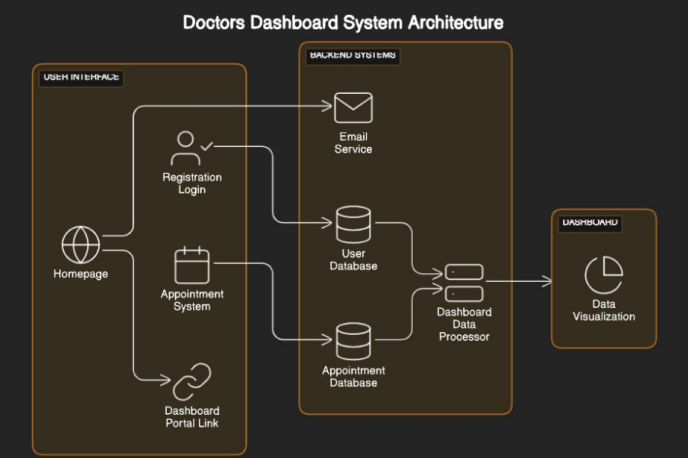 Doctors Dashboard System Architecture
USER INTERFACE
BACKEND SYSTEMS
Email
Service
Registration
Login
Homepage
User
Database
Appointment
System
Dashboard
Data
Processor
DASHBOARD
Data
Visualization
Appointment
Database
Dashboard
Portal Link